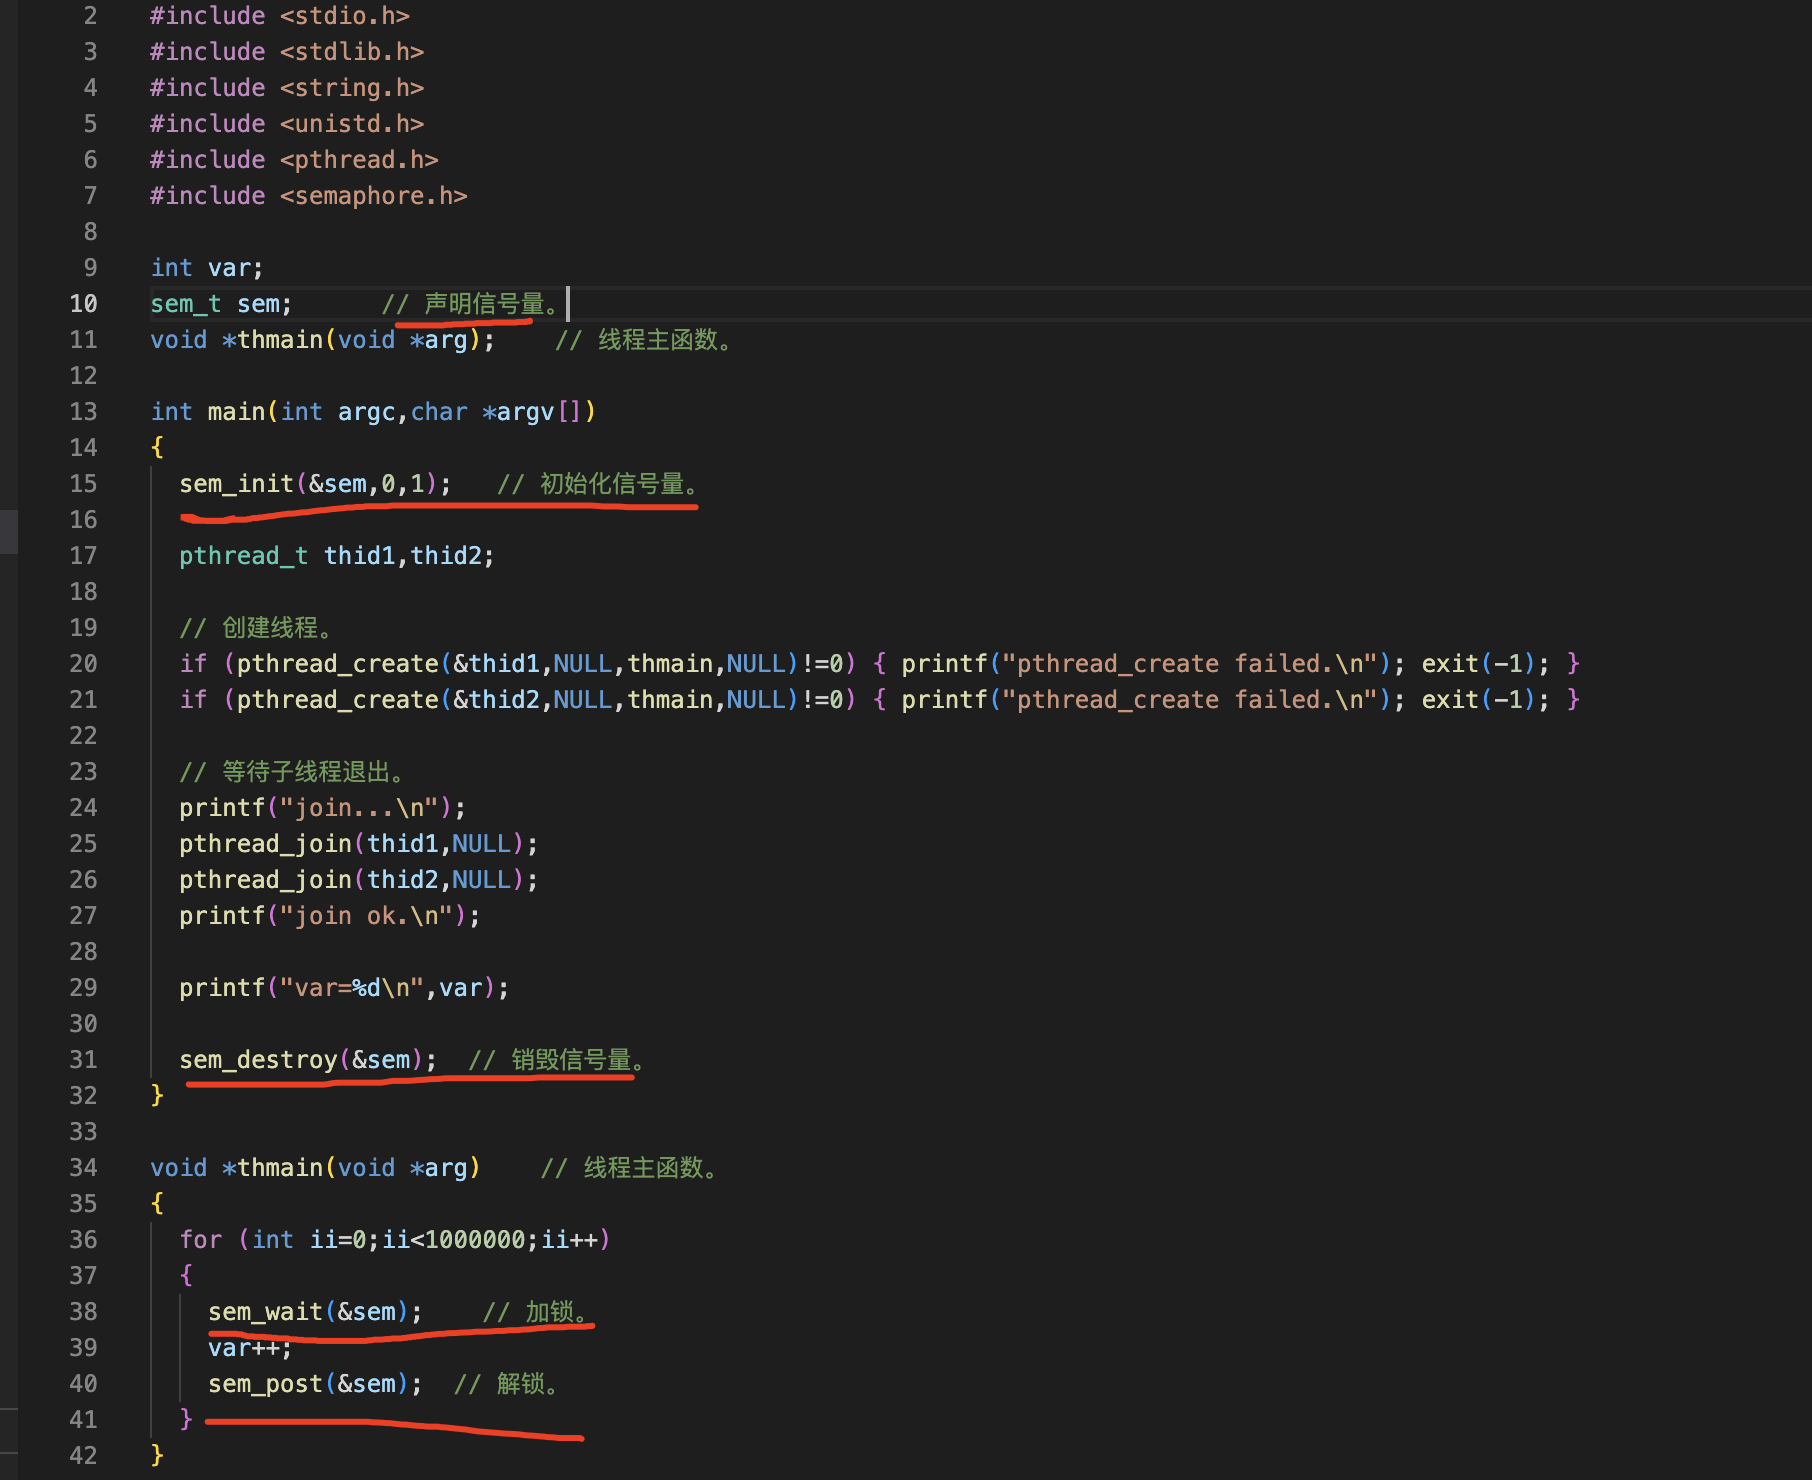 2 #include <stdio.h>
3 #include <stdlib.h>
4 #include <string.h>
5 #include <unistd.h>
6 #include <pthread.h>
7 #include <semaphore.h>
8
9 int var;
10 sem_t sem;      // 声明信号量。
11 void *thmain(void *arg);    // 线程主函数。
12
13 int main(int argc,char *argv[])
14 {
15   sem_init(&sem,0,1);   // 初始化信号量。
16
17   pthread_t thid1,thid2;
18
19   // 创建线程。
20   if (pthread_create(&thid1,NULL,thmain,NULL)!=0) { printf("pthread_create failed.\n"); exit(-1); }
21   if (pthread_create(&thid2,NULL,thmain,NULL)!=0) { printf("pthread_create failed.\n"); exit(-1); }
22
23   // 等待子线程退出。
24   printf("join...\n");
25   pthread_join(thid1,NULL);
26   pthread_join(thid2,NULL);
27   printf("join ok.\n");
28
29   printf("var=%d\n",var);
30
31   sem_destroy(&sem);  // 销毁信号量。
32 }
33
34 void *thmain(void *arg)    // 线程主函数。
35 {
36   for (int ii=0;ii<1000000;ii++)
37   {
38     sem_wait(&sem);    // 加锁。
39     var++;
40     sem_post(&sem);  // 解锁。
41   }
42 }